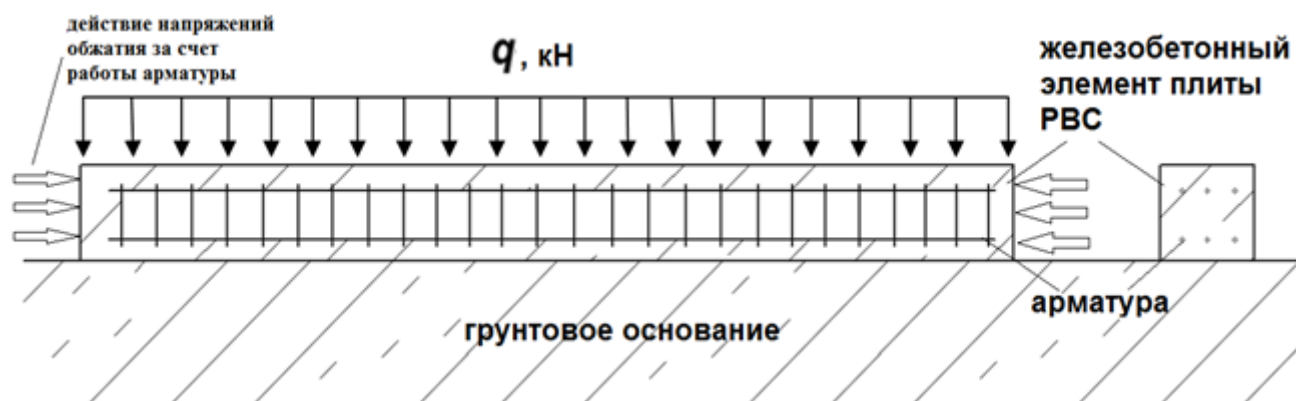 действие напряжений
обжатия за счет
работы арматуры
q, кН
железобетонный
элемент плиты
РВС
арматура
грунтовое основание